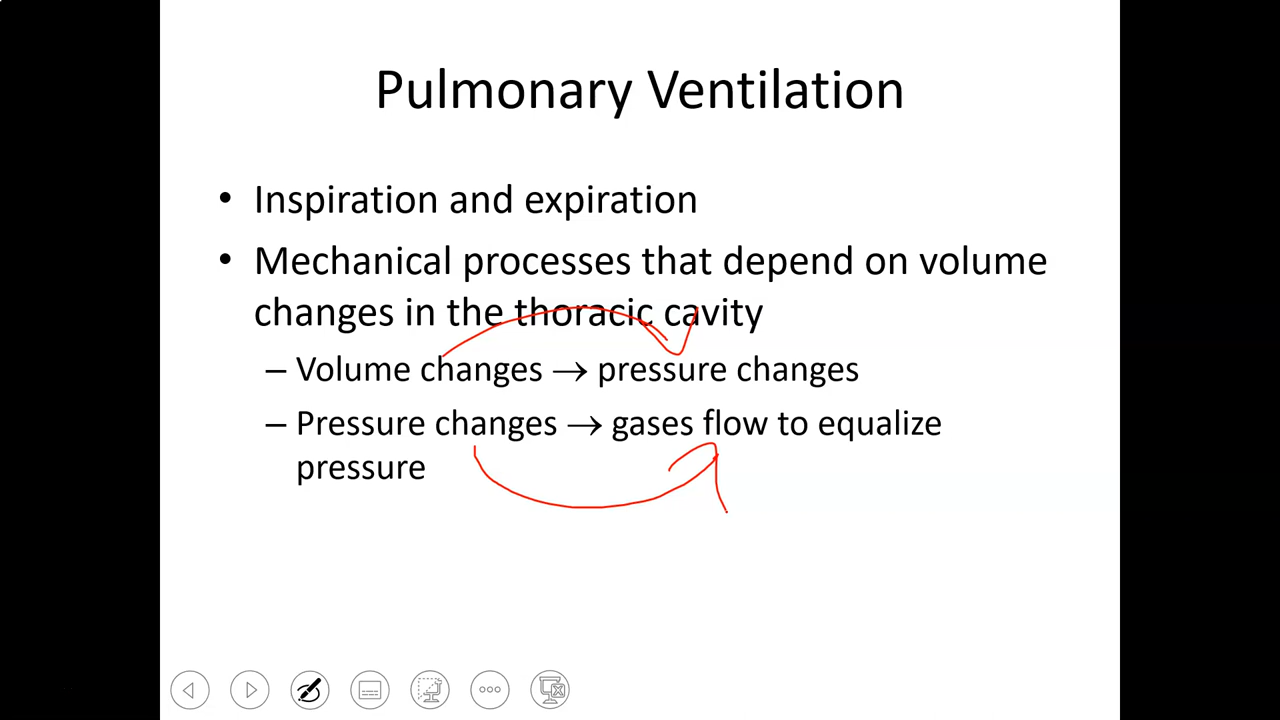 Pulmonary Ventilation
• Inspiration and expiration
• Mechanical processes that depend on volume
changes in the thoracic cavity
– Volume changes → pressure changes
– Pressure changes → gases flow to equalize
pressure